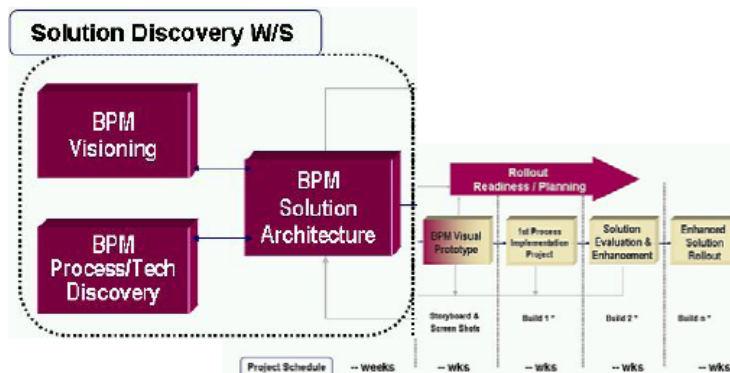 Solution Discovery W/S
BPM
Visioning
BPM
Solution
Architecture
BPM
Process/Tech
Discovery
Rollout
Readiness / Planning
BPM Visual
Prototype
1st Process
Implementation
Project
Solution
Evaluation &
Enhancement
Enhanced
Solution
Rollout
Storyboard &
Screen Shots
Build 1 *
Build 2 *
Build n *
Project Schedule
-- weeks
-- wks
-- wks
-- wks
-- wks